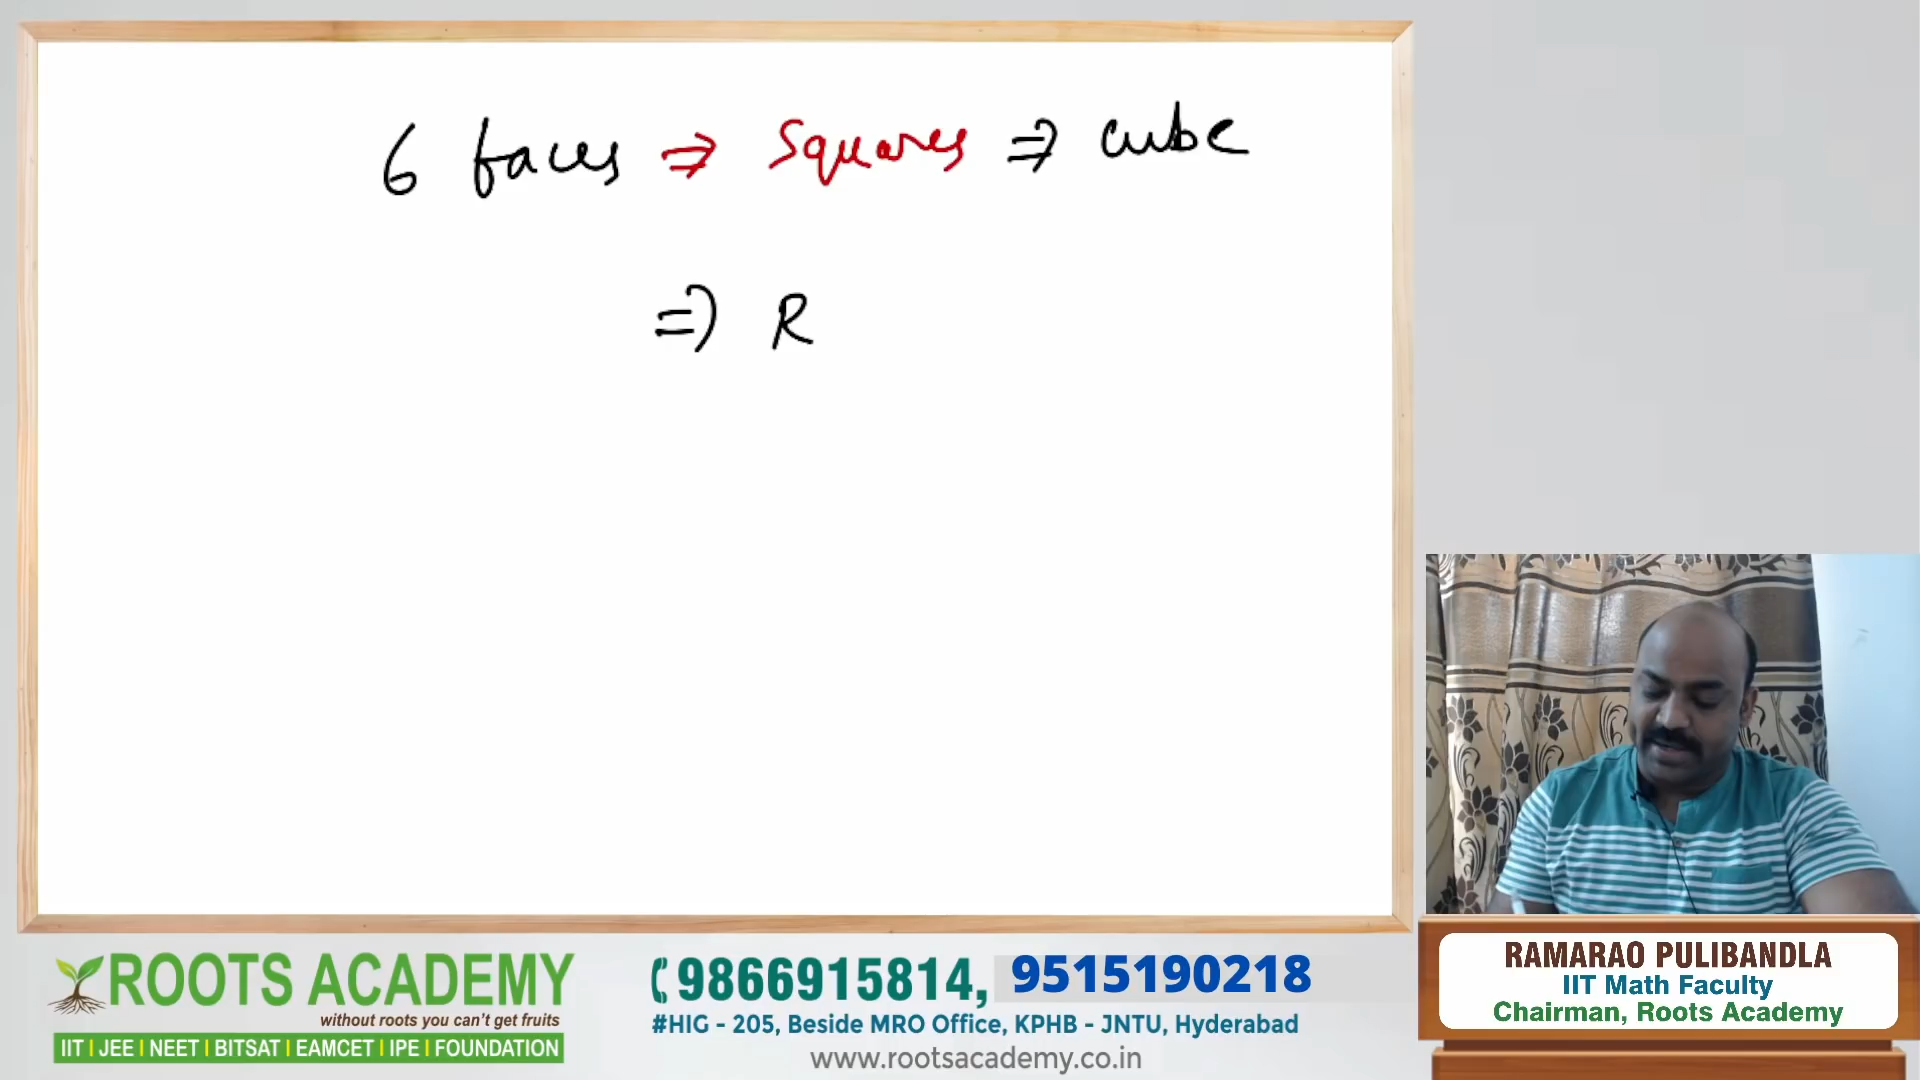 6 faces ⇒ Squares ⇒ cube
⇒ R
ROOTS ACADEMY
without roots you can't get fruits
IIT | JEE | NEET | BITSAT | EAMCET | IPE | FOUNDATION
9866915814, 9515190218
#HIG - 205, Beside MRO Office, KPHB - JNTU, Hyderabad
www.rootsacademy.co.in
RAMARAO PULIBANDLA
IIT Math Faculty
Chairman, Roots Academy